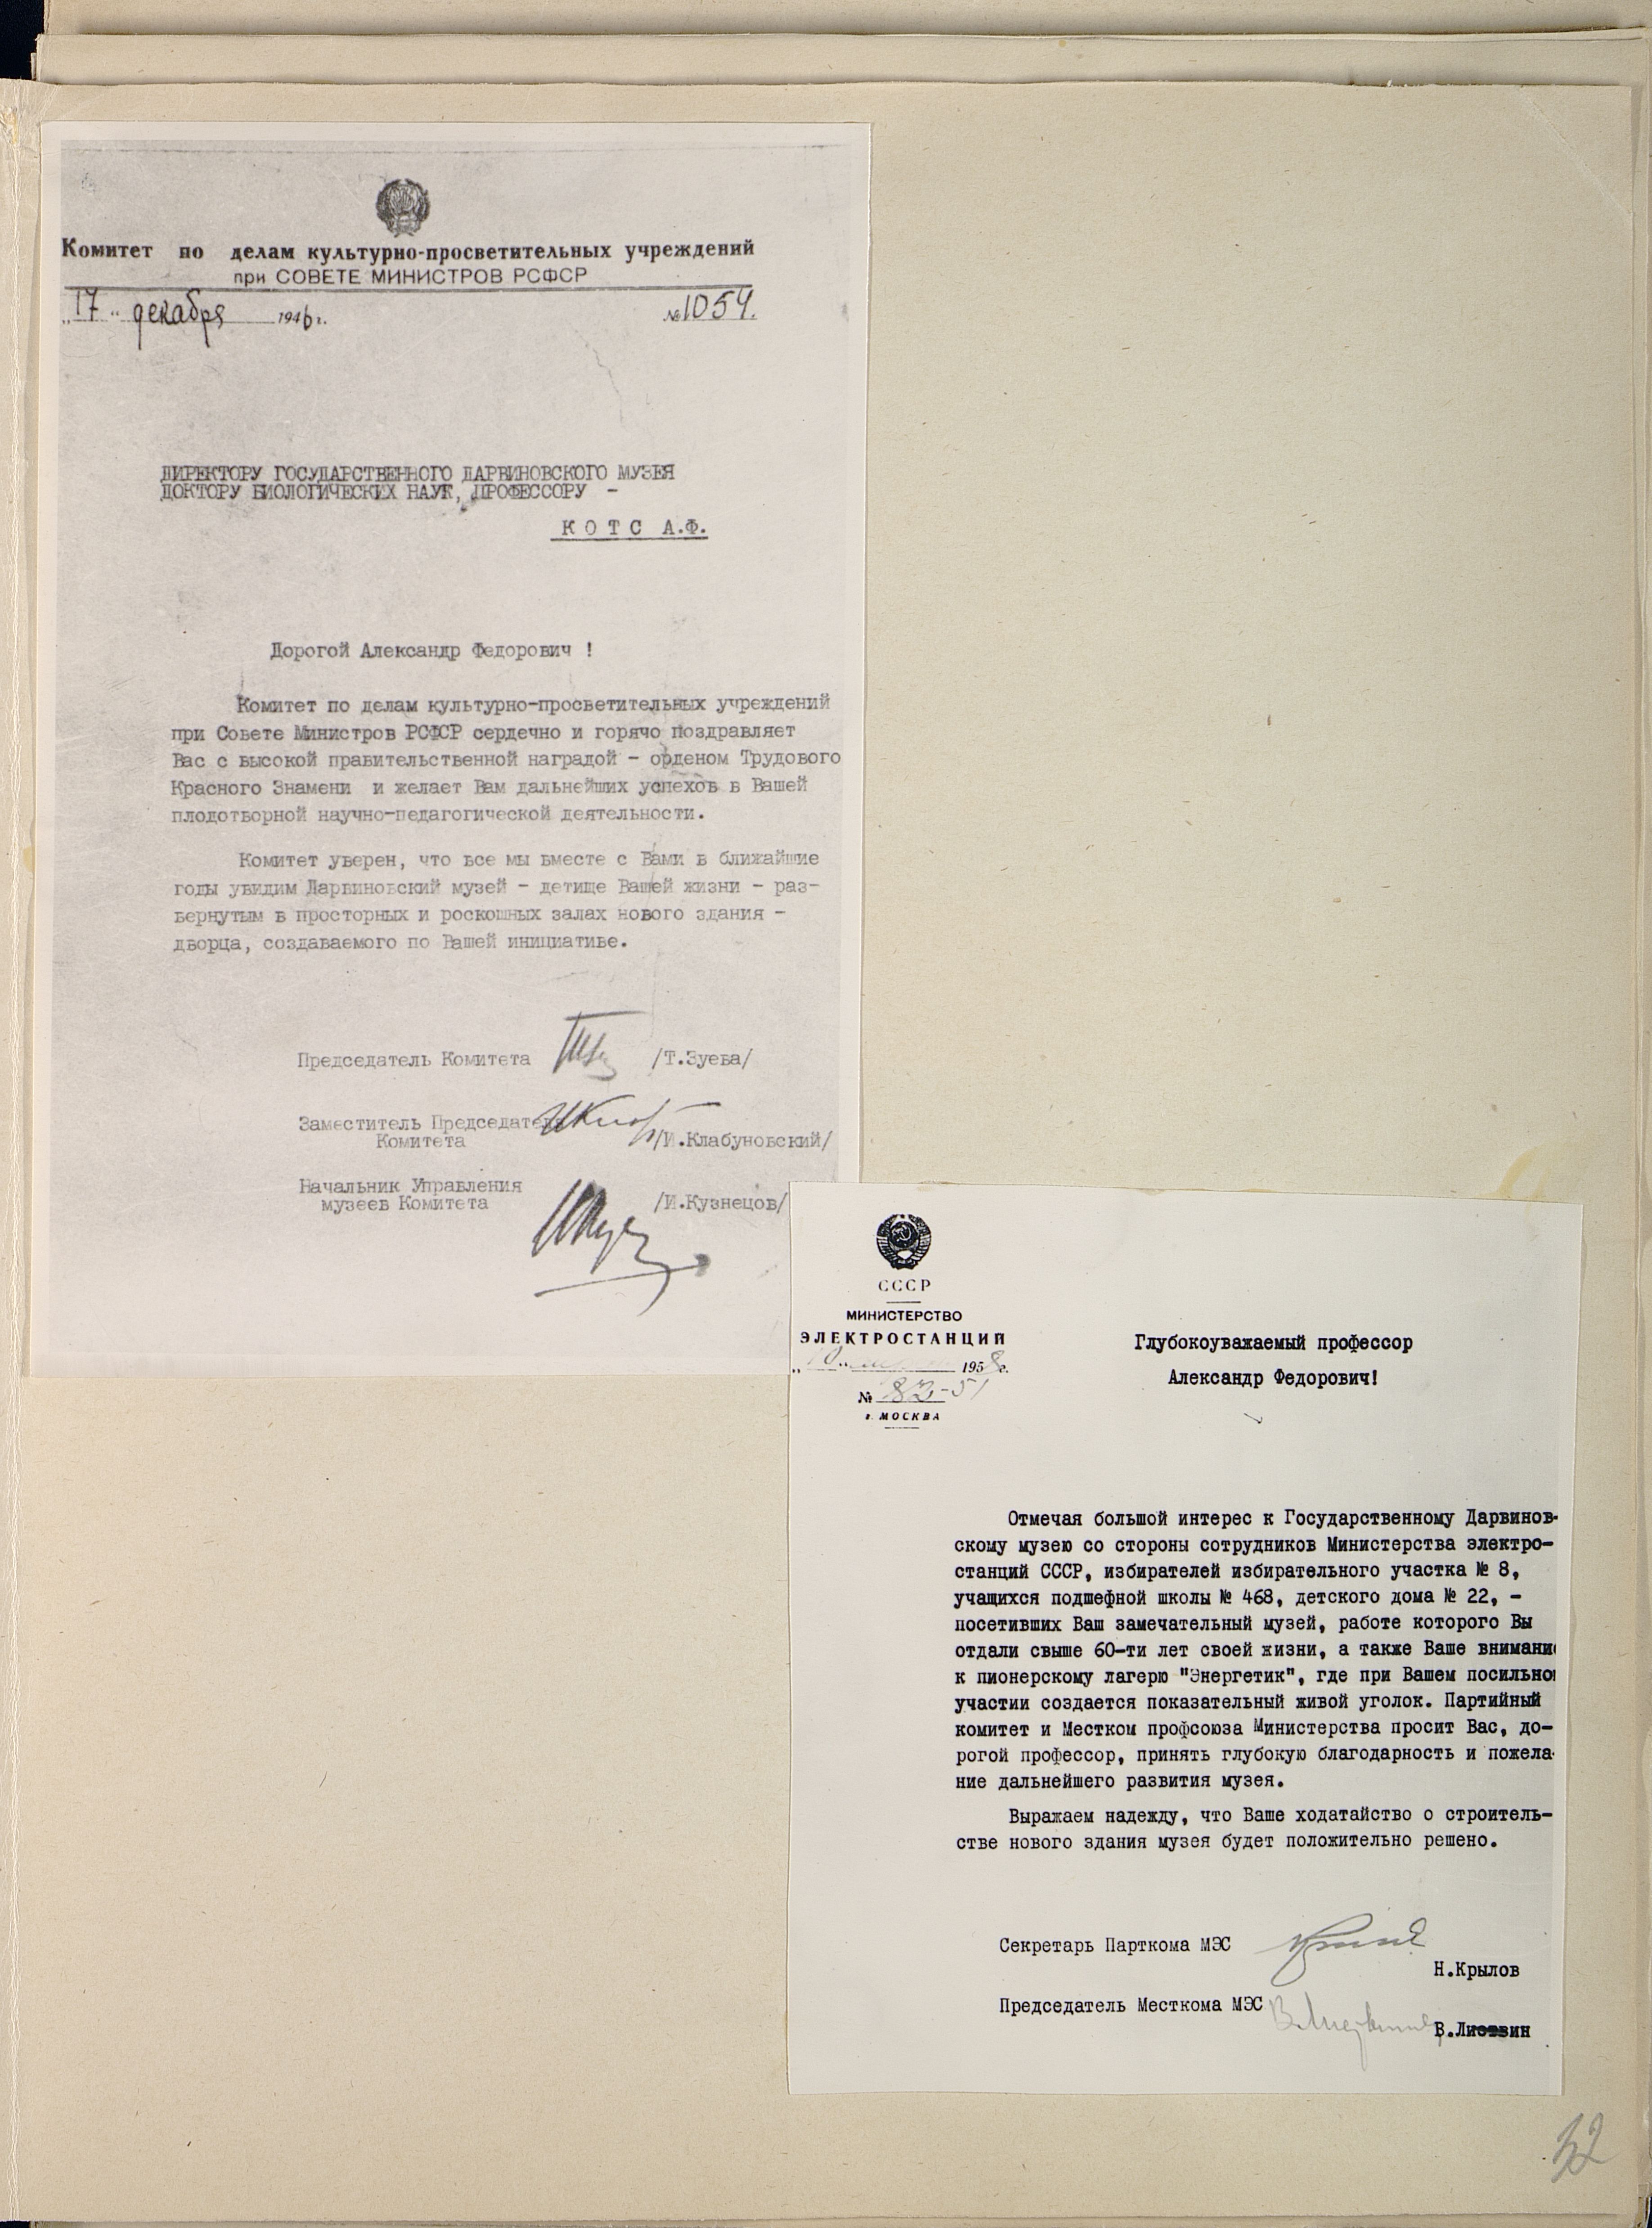 Комитет по делам культурно-просветительных учреждений
при СОВЕТЕ МИНИСТРОВ РСФСР
„17" декабря 1946 г.
№ 1054.
ДИРЕКТОРУ ГОСУДАРСТВЕННОГО ДАРВИНОВСКОГО МУЗЕЯ
ДОКТОРУ БИОЛОГИЧЕСКИХ НАУК, ПРОФЕССОРУ -
КОТС А.Ф.
Дорогой Александр Федорович !
Комитет по делам культурно-просветительных учреждений
при Совете Министров РСФСР сердечно и горячо поздравляет
Вас с высокой правительственной наградой - орденом Трудового
Красного Знамени и желает Вам дальнейших успехов в Вашей
плодотворной научно-педагогической деятельности.
Комитет уверен, что все мы вместе с Вами в ближайшие
годы увидим Дарвиновский музей - детище Вашей жизни - раз-
вернутым в просторных и роскошных залах нового здания -
дворца, создаваемого по Вашей инициативе.
Председатель Комитета /Т.Зуева/
Заместитель Председателя
Комитета /И.Клабуновский/
Начальник Управления
музеев Комитета /И.Кузнецов/
СССР
МИНИСТЕРСТВО
ЭЛЕКТРОСТАНЦИЙ
„10" 1958 г.
№ 83-51
г. МОСКВА
Глубокоуважаемый профессор
Александр Федорович!
Отмечая большой интерес к Государственному Дарвинов-
скому музею со стороны сотрудников Министерства электро-
станций СССР, избирателей избирательного участка № 8,
учащихся подшефной школы № 468, детского дома № 22, -
посетивших Ваш замечательный музей, работе которого Вы
отдали свыше 60-ти лет своей жизни, а также Ваше внимание
к пионерскому лагерю "Энергетик", где при Вашем посильном
участии создается показательный живой уголок. Партийный
комитет и Местком профсоюза Министерства просит Вас, до-
рогой профессор, принять глубокую благодарность и пожела-
ние дальнейшего развития музея.
Выражаем надежду, что Ваше ходатайство о строитель-
стве нового здания музея будет положительно решено.
Секретарь Парткома МЭС
Н.Крылов
Председатель Месткома МЭС
В.Листвин
32